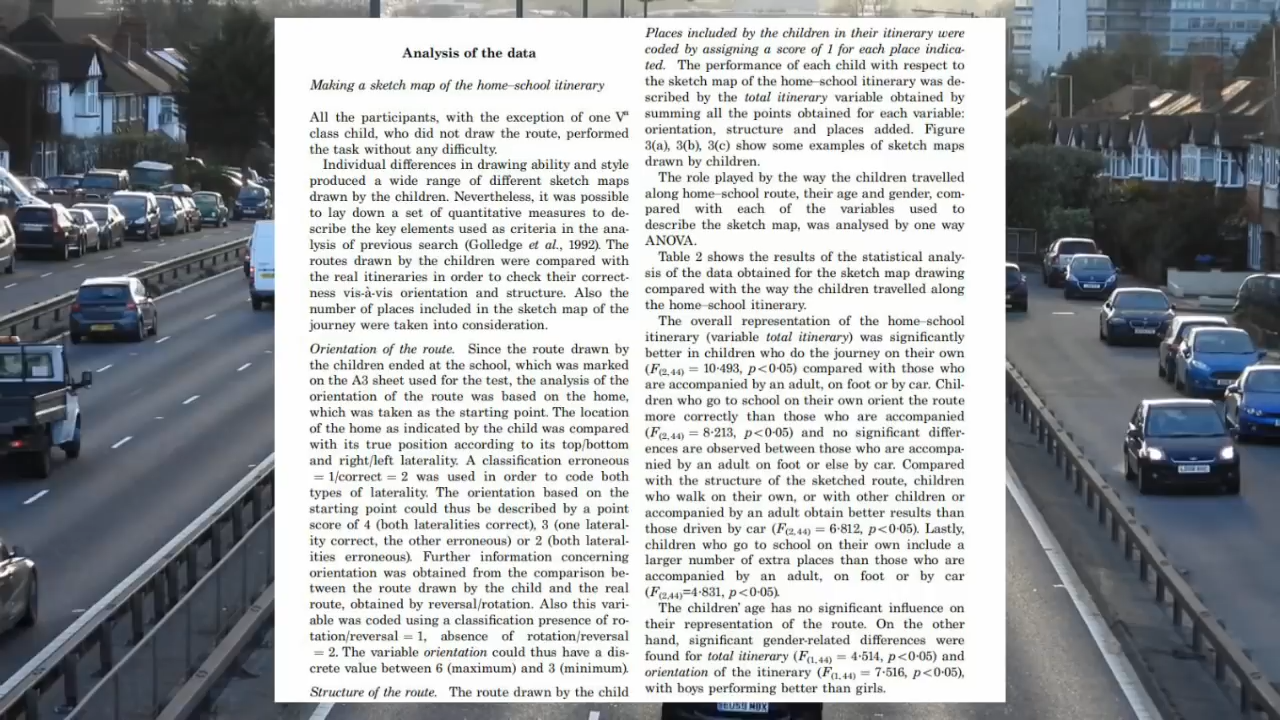 Analysis of the data
Making a sketch map of the home–school itinerary
All the participants, with the exception of one Vª
class child, who did not draw the route, performed
the task without any difficulty.
Individual differences in drawing ability and style
produced a wide range of different sketch maps
drawn by the children. Nevertheless, it was possible
to lay down a set of quantitative measures to de-
scribe the key elements used as criteria in the ana-
lysis of previous search (Golledge et al., 1992). The
routes drawn by the children were compared with
the real itineraries in order to check their correct-
ness vis-à-vis orientation and structure. Also the
number of places included in the sketch map of the
journey were taken into consideration.
Orientation of the route. Since the route drawn by
the children ended at the school, which was marked
on the A3 sheet used for the test, the analysis of the
orientation of the route was based on the home,
which was taken as the starting point. The location
of the home as indicated by the child was compared
with its true position according to its top/bottom
and right/left laterality. A classification erroneous
= 1/correct = 2 was used in order to code both
types of laterality. The orientation based on the
starting point could thus be described by a point
score of 4 (both lateralities correct), 3 (one lateral-
ity correct, the other erroneous) or 2 (both lateral-
ities erroneous). Further information concerning
orientation was obtained from the comparison be-
tween the route drawn by the child and the real
route, obtained by reversal/rotation. Also this vari-
able was coded using a classification presence of ro-
tation/reversal = 1, absence of rotation/reversal
= 2. The variable orientation could thus have a dis-
crete value between 6 (maximum) and 3 (minimum).
Structure of the route. The route drawn by the child
Places included by the children in their itinerary were
coded by assigning a score of 1 for each place indica-
ted. The performance of each child with respect to
the sketch map of the home–school itinerary was de-
scribed by the total itinerary variable obtained by
summing all the points obtained for each variable:
orientation, structure and places added. Figure
3(a), 3(b), 3(c) show some examples of sketch maps
drawn by children.
The role played by the way the children travelled
along home–school route, their age and gender, com-
pared with each of the variables used to
describe the sketch map, was analysed by one way
ANOVA.
Table 2 shows the results of the statistical analy-
sis of the data obtained for the sketch map drawing
compared with the way the children travelled along
the home–school itinerary.
The overall representation of the home–school
itinerary (variable total itinerary) was significantly
better in children who do the journey on their own
(F(2,44) = 10·493, p<0·05) compared with those who
are accompanied by an adult, on foot or by car. Chil-
dren who go to school on their own orient the route
more correctly than those who are accompanied
(F(2,44) = 8·213, p<0·05) and no significant differ-
ences are observed between those who are accompa-
nied by an adult on foot or else by car. Compared
with the structure of the sketched route, children
who walk on their own, or with other children or
accompanied by an adult obtain better results than
those driven by car (F(2,44) = 6·812, p<0·05). Lastly,
children who go to school on their own include a
larger number of extra places than those who are
accompanied by an adult, on foot or by car
(F(2,44)=4·831, p<0·05).
The children' age has no significant influence on
their representation of the route. On the other
hand, significant gender-related differences were
found for total itinerary (F(1,44) = 4·514, p<0·05) and
orientation of the itinerary (F(1,44) = 7·516, p<0·05),
with boys performing better than girls.